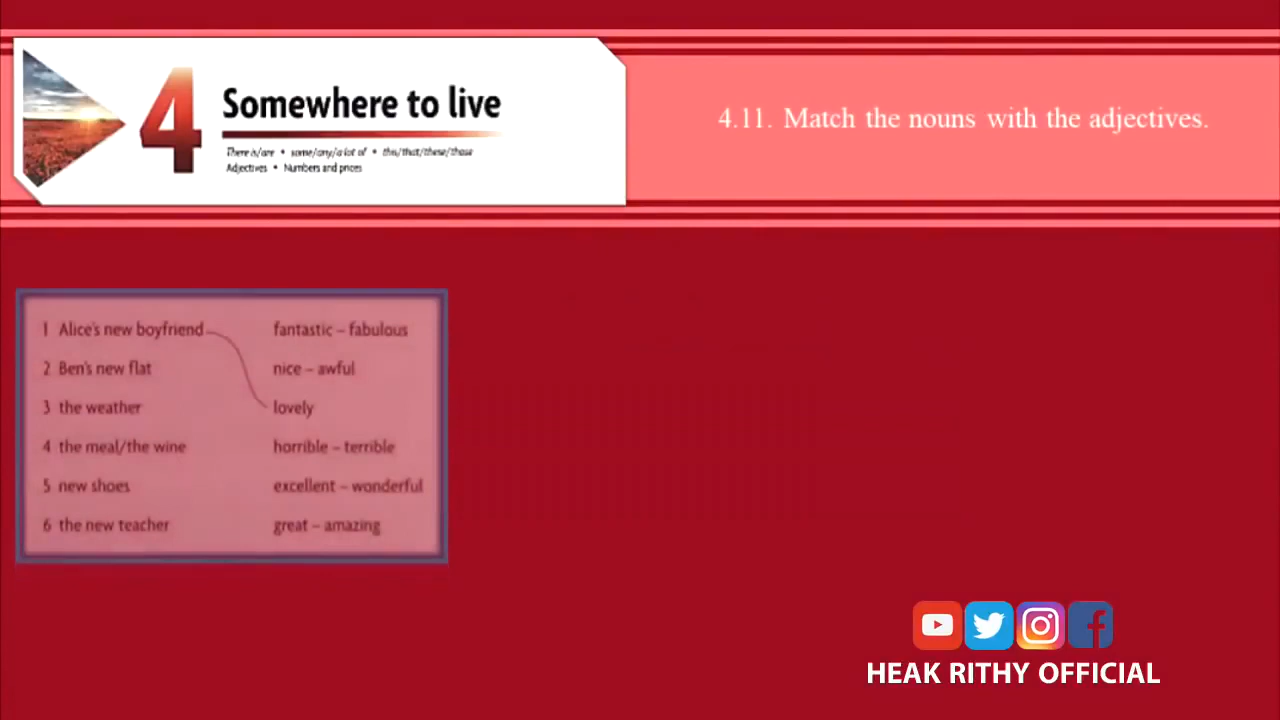 4
Somewhere to live
There is/are • some/any/a lot of • this/that/these/those
Adjectives • Numbers and prices
4.11. Match the nouns with the adjectives.
1 Alice's new boyfriend fantastic – fabulous
2 Ben's new flat nice – awful
3 the weather lovely
4 the meal/the wine horrible – terrible
5 new shoes excellent – wonderful
6 the new teacher great – amazing
HEAK RITHY OFFICIAL